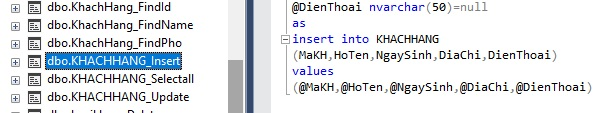 dbo.KhachHang_FindId
dbo.KhachHang_FindName
dbo.KhachHang_FindPho
dbo.KHACHHANG_Insert
dbo.KHACHHANG_Selectall
dbo.KHACHHANG_Update
@DienThoai nvarchar(50)=null
as
insert into KHACHHANG
(MaKH,HoTen,NgaySinh,DiaChi,DienThoai)
values
(@MaKH,@HoTen,@NgaySinh,@DiaChi,@DienThoai)